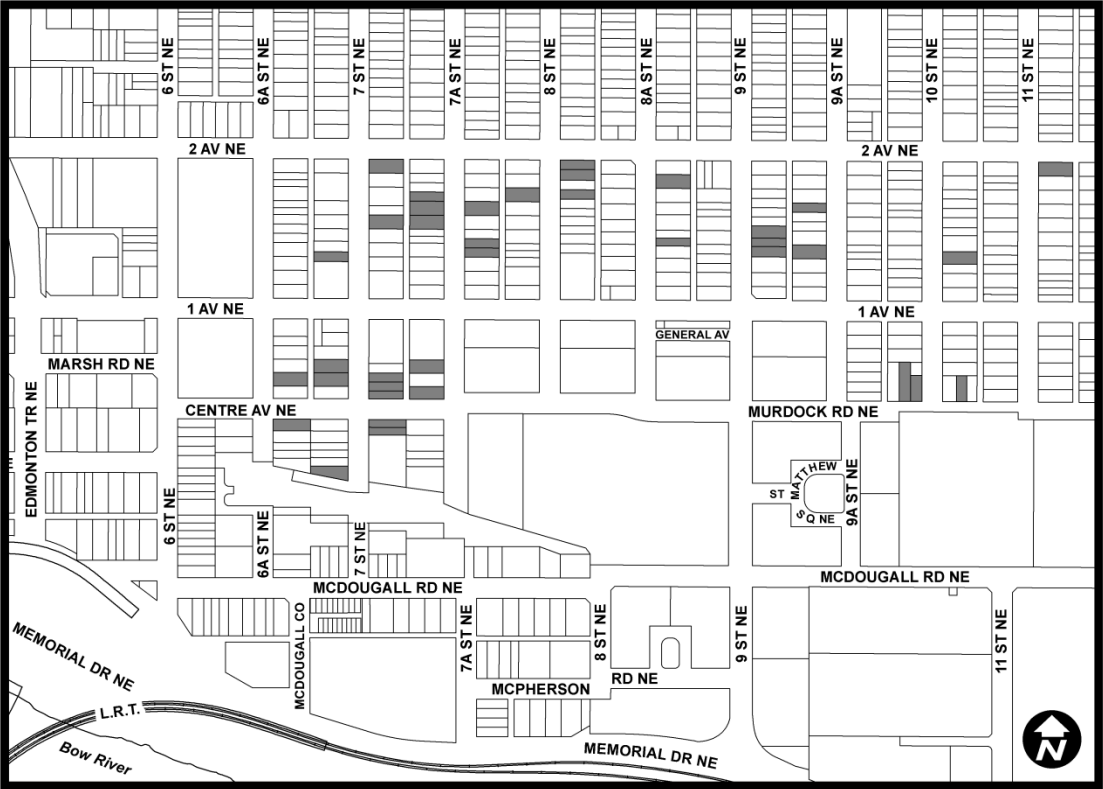 6 ST NE
6A ST NE
7 ST NE
7A ST NE
8 ST NE
8A ST NE
9 ST NE
9A ST NE
10 ST NE
11 ST NE
2 AV NE
2 AV NE
1 AV NE
1 AV NE
GENERAL AV
MARSH RD NE
EDMONTON TR NE
CENTRE AV NE
MURDOCK RD NE
MATTHEW
ST
SQ NE
9A ST NE
6 ST NE
6A ST NE
7 ST NE
MCDOUGALL RD NE
MCDOUGALL RD NE
MCDOUGALL CO
7A ST NE
8 ST NE
9 ST NE
11 ST NE
MCPHERSON RD NE
MEMORIAL DR NE
L.R.T.
Bow River
MEMORIAL DR NE
N